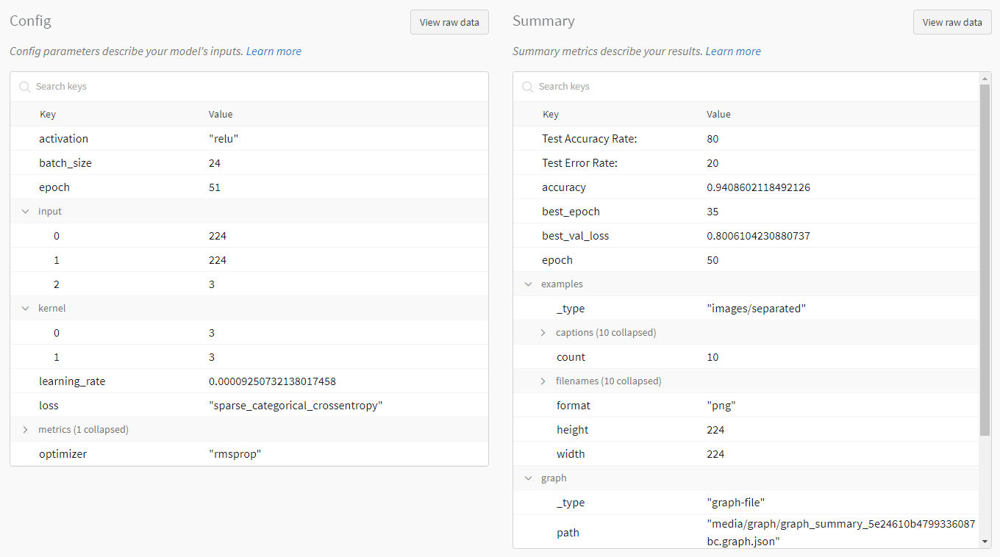 Config
View raw data
Config parameters describe your model's inputs. Learn more
Search keys
Key Value
activation "relu"
batch_size 24
epoch 51
input
0 224
1 224
2 3
kernel
0 3
1 3
learning_rate 0.00009250732138017458
loss "sparse_categorical_crossentropy"
metrics (1 collapsed)
optimizer "rmsprop"
Summary
View raw data
Summary metrics describe your results. Learn more
Search keys
Key Value
Test Accuracy Rate: 80
Test Error Rate: 20
accuracy 0.9408602118492126
best_epoch 35
best_val_loss 0.8006104230880737
epoch 50
examples
_type "images/separated"
captions (10 collapsed)
count 10
filenames (10 collapsed)
format "png"
height 224
width 224
graph
_type "graph-file"
path "media/graph/graph_summary_5e24610b4799336087
bc.graph.json"